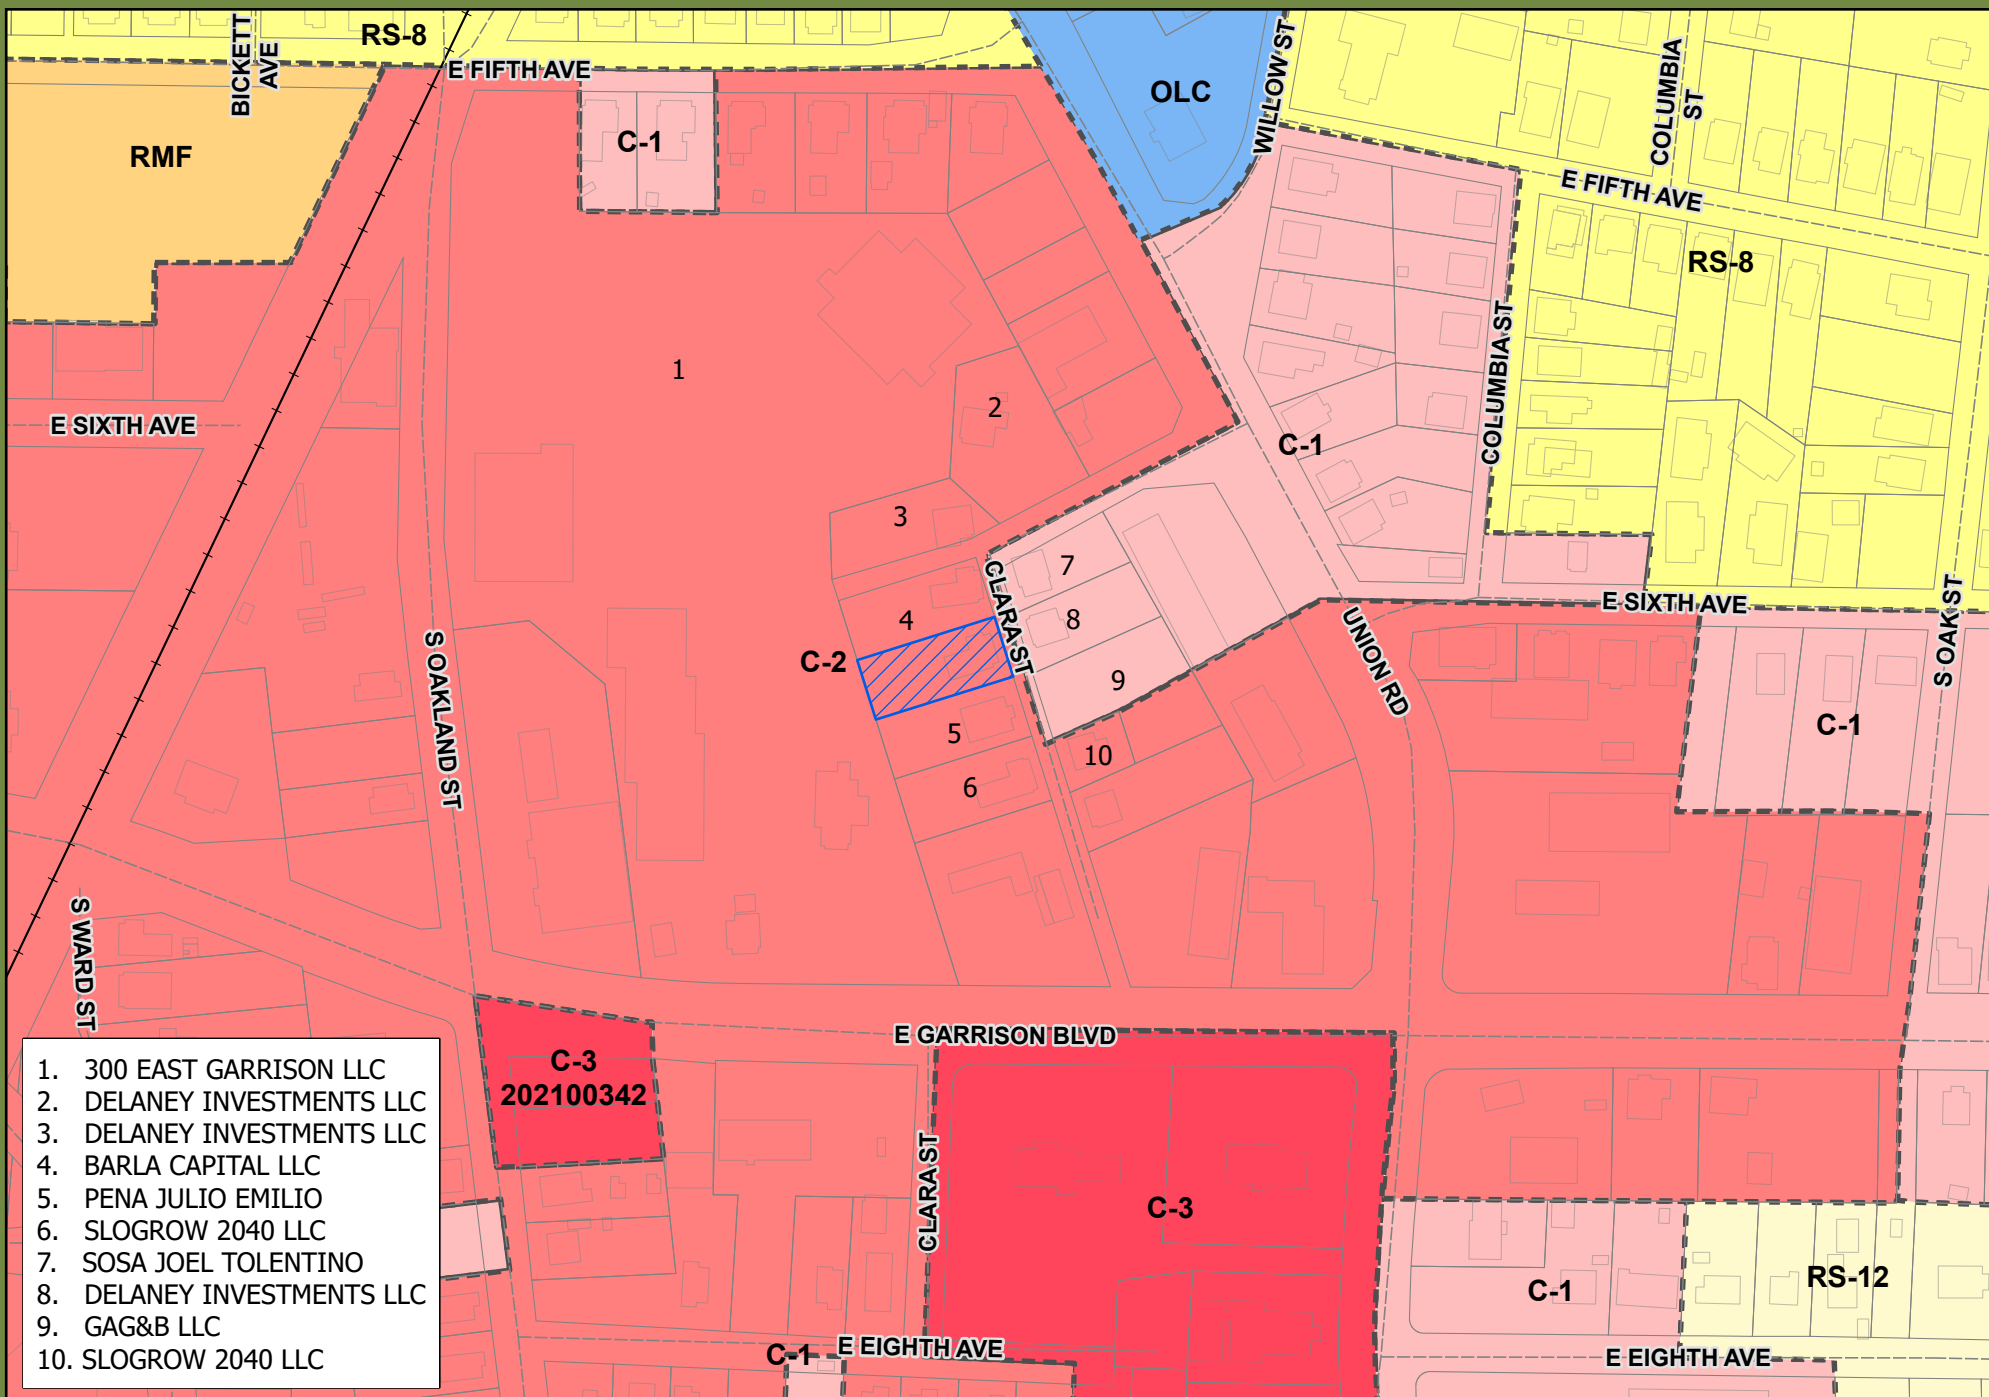 BICKETT
AVE
RS-8
E FIFTH AVE
OLC
WILLOW ST
COLUMBIA
ST
RMF
C-1
E FIFTH AVE
RS-8
1
2
COLUMBIA ST
E SIXTH AVE
C-1
3
CLARA ST
7
4
8
E SIXTH AVE
S OAK ST
C-2
S OAKLAND ST
9
UNION RD
5
10
C-1
6
S WARD ST
E GARRISON BLVD
C-3
202100342
CLARA ST
C-3
C-1
RS-12
C-1
E EIGHTH AVE
E EIGHTH AVE
1. 300 EAST GARRISON LLC
2. DELANEY INVESTMENTS LLC
3. DELANEY INVESTMENTS LLC
4. BARLA CAPITAL LLC
5. PENA JULIO EMILIO
6. SLOGROW 2040 LLC
7. SOSA JOEL TOLENTINO
8. DELANEY INVESTMENTS LLC
9. GAG&B LLC
10. SLOGROW 2040 LLC